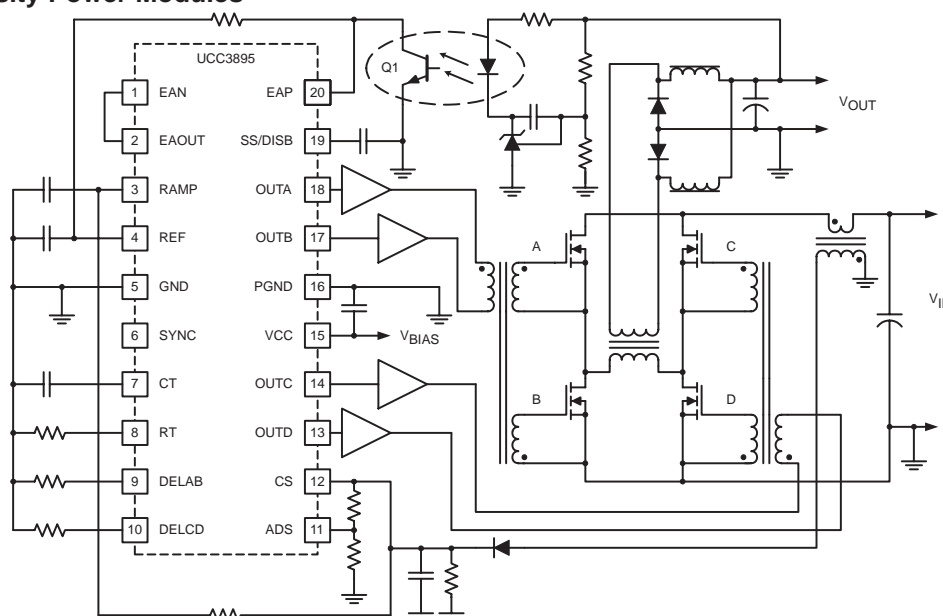 sity Power Modules
UCC3895
Q1
1 EAN EAP 20
2 EAOUT SS/DISB 19
3 RAMP OUTA 18
4 REF OUTB 17
5 GND PGND 16
6 SYNC VCC 15
7 CT OUTC 14
8 RT OUTD 13
9 DELAB CS 12
10 DELCD ADS 11
VBIAS
VOUT
A
C
B
D
VI